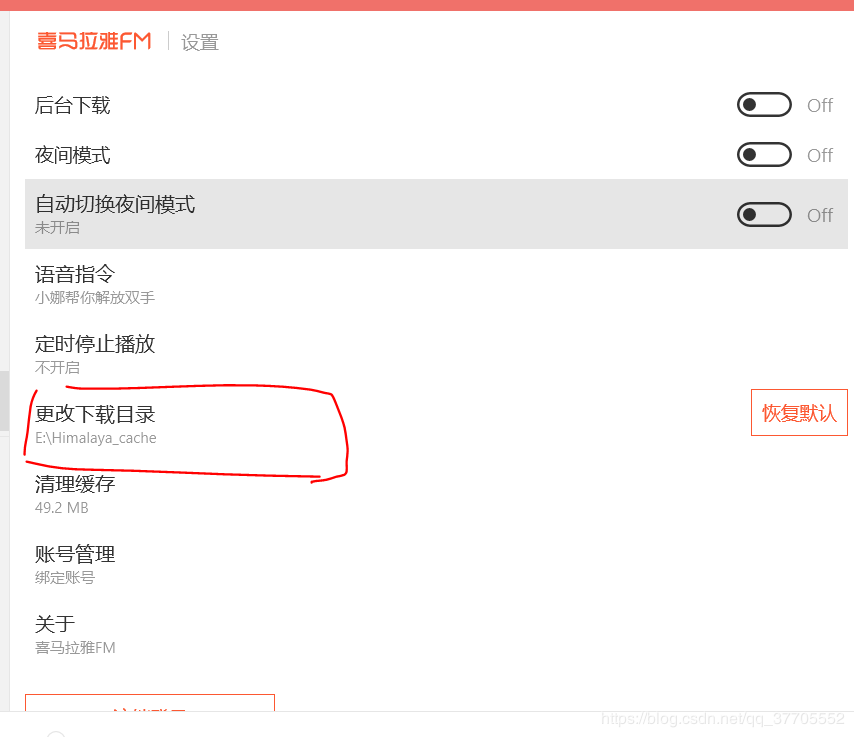 喜马拉雅FM
设置
后台下载
Off
夜间模式
Off
自动切换夜间模式
未开启
Off
语音指令
小娜帮你解放双手
定时停止播放
不开启
更改下载目录
E:\Himalaya_cache
恢复默认
清理缓存
49.2 MB
账号管理
绑定账号
关于
喜马拉雅FM
https://blog.csdn.net/qq_37705552